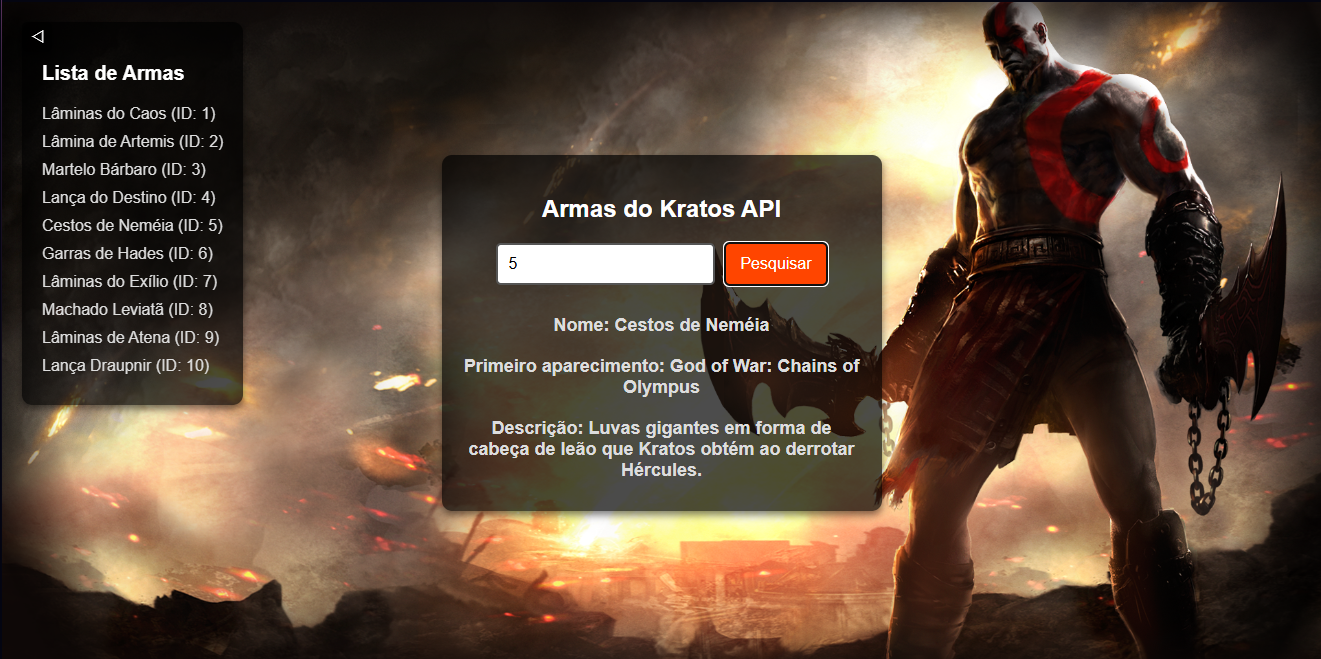 Lista de Armas
Lâminas do Caos (ID: 1)
Lâmina de Artemis (ID: 2)
Martelo Bárbaro (ID: 3)
Lança do Destino (ID: 4)
Cestos de Neméia (ID: 5)
Garras de Hades (ID: 6)
Lâminas do Exílio (ID: 7)
Machado Leviatã (ID: 8)
Lâminas de Atena (ID: 9)
Lança Draupnir (ID: 10)
Armas do Kratos API
5
Pesquisar
Nome: Cestos de Neméia
Primeiro aparecimento: God of War: Chains of
Olympus
Descrição: Luvas gigantes em forma de
cabeça de leão que Kratos obtém ao derrotar
Hércules.